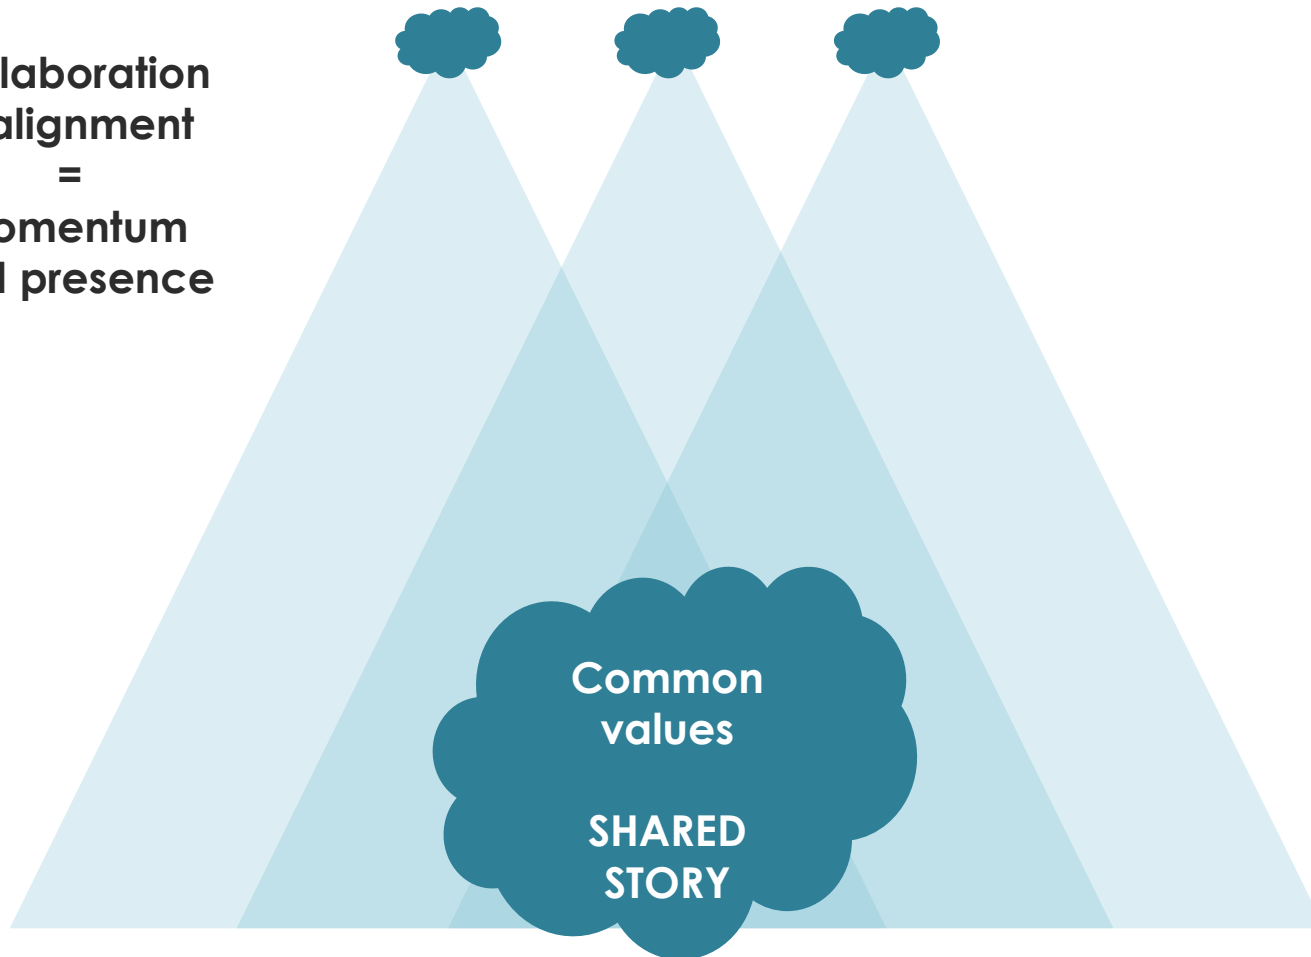 laboration
alignment
=
omentum
l presence
Common
values
SHARED
STORY